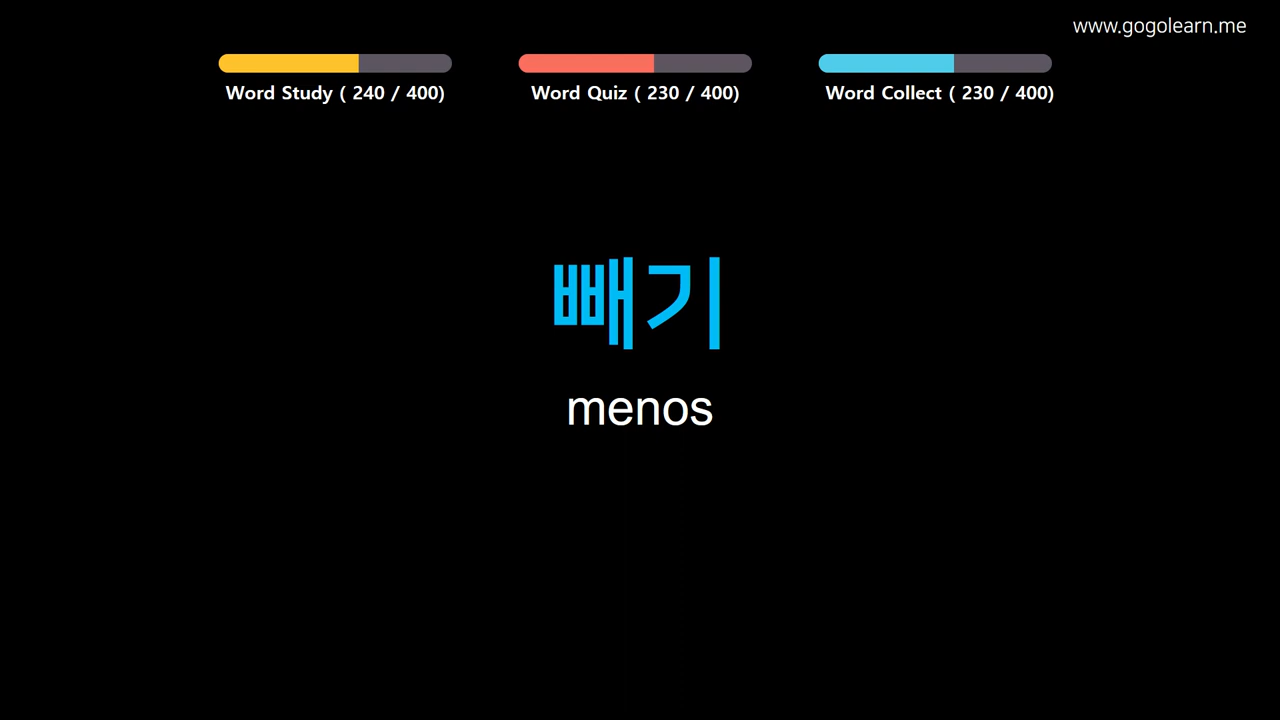 www.gogolearn.me
Word Study ( 240 / 400)
Word Quiz ( 230 / 400)
Word Collect ( 230 / 400)
빼기
menos